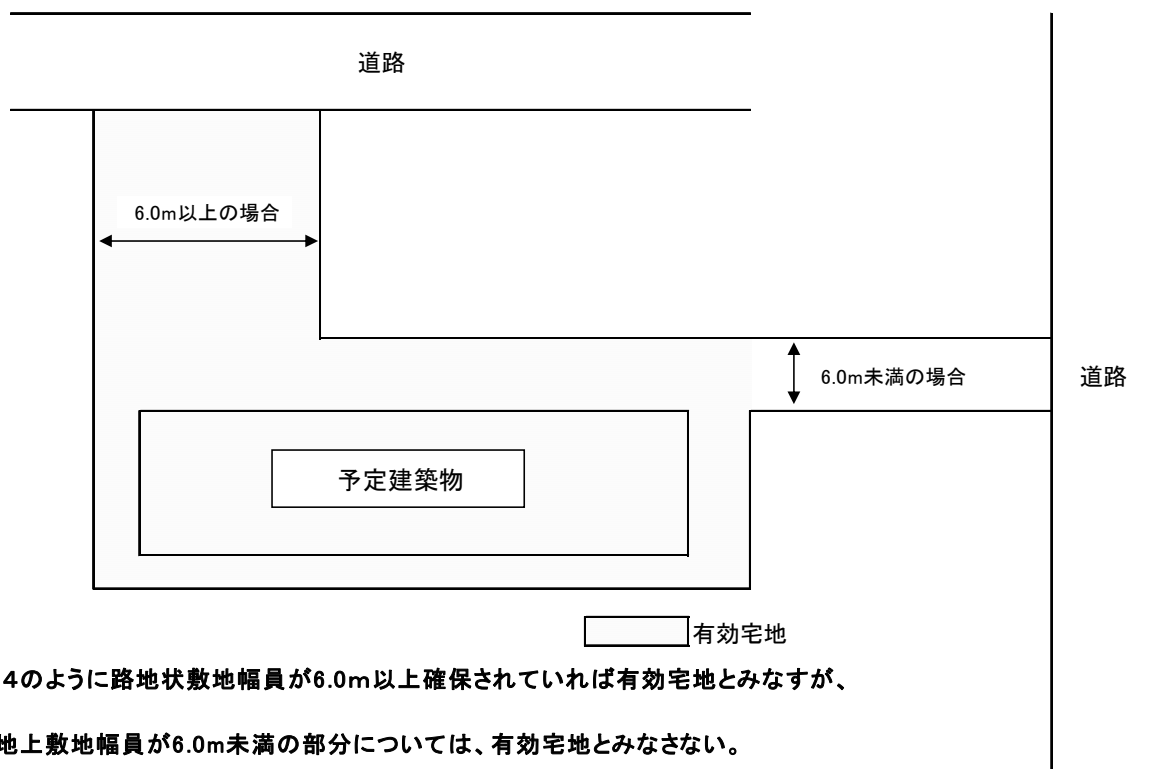 道路
6.0m以上の場合
6.0m未満の場合
道路
予定建築物
有効宅地
4のように路地状敷地幅員が6.0m以上確保されていれば有効宅地とみなすが、
地上敷地幅員が6.0m未満の部分については、有効宅地とみなさない。